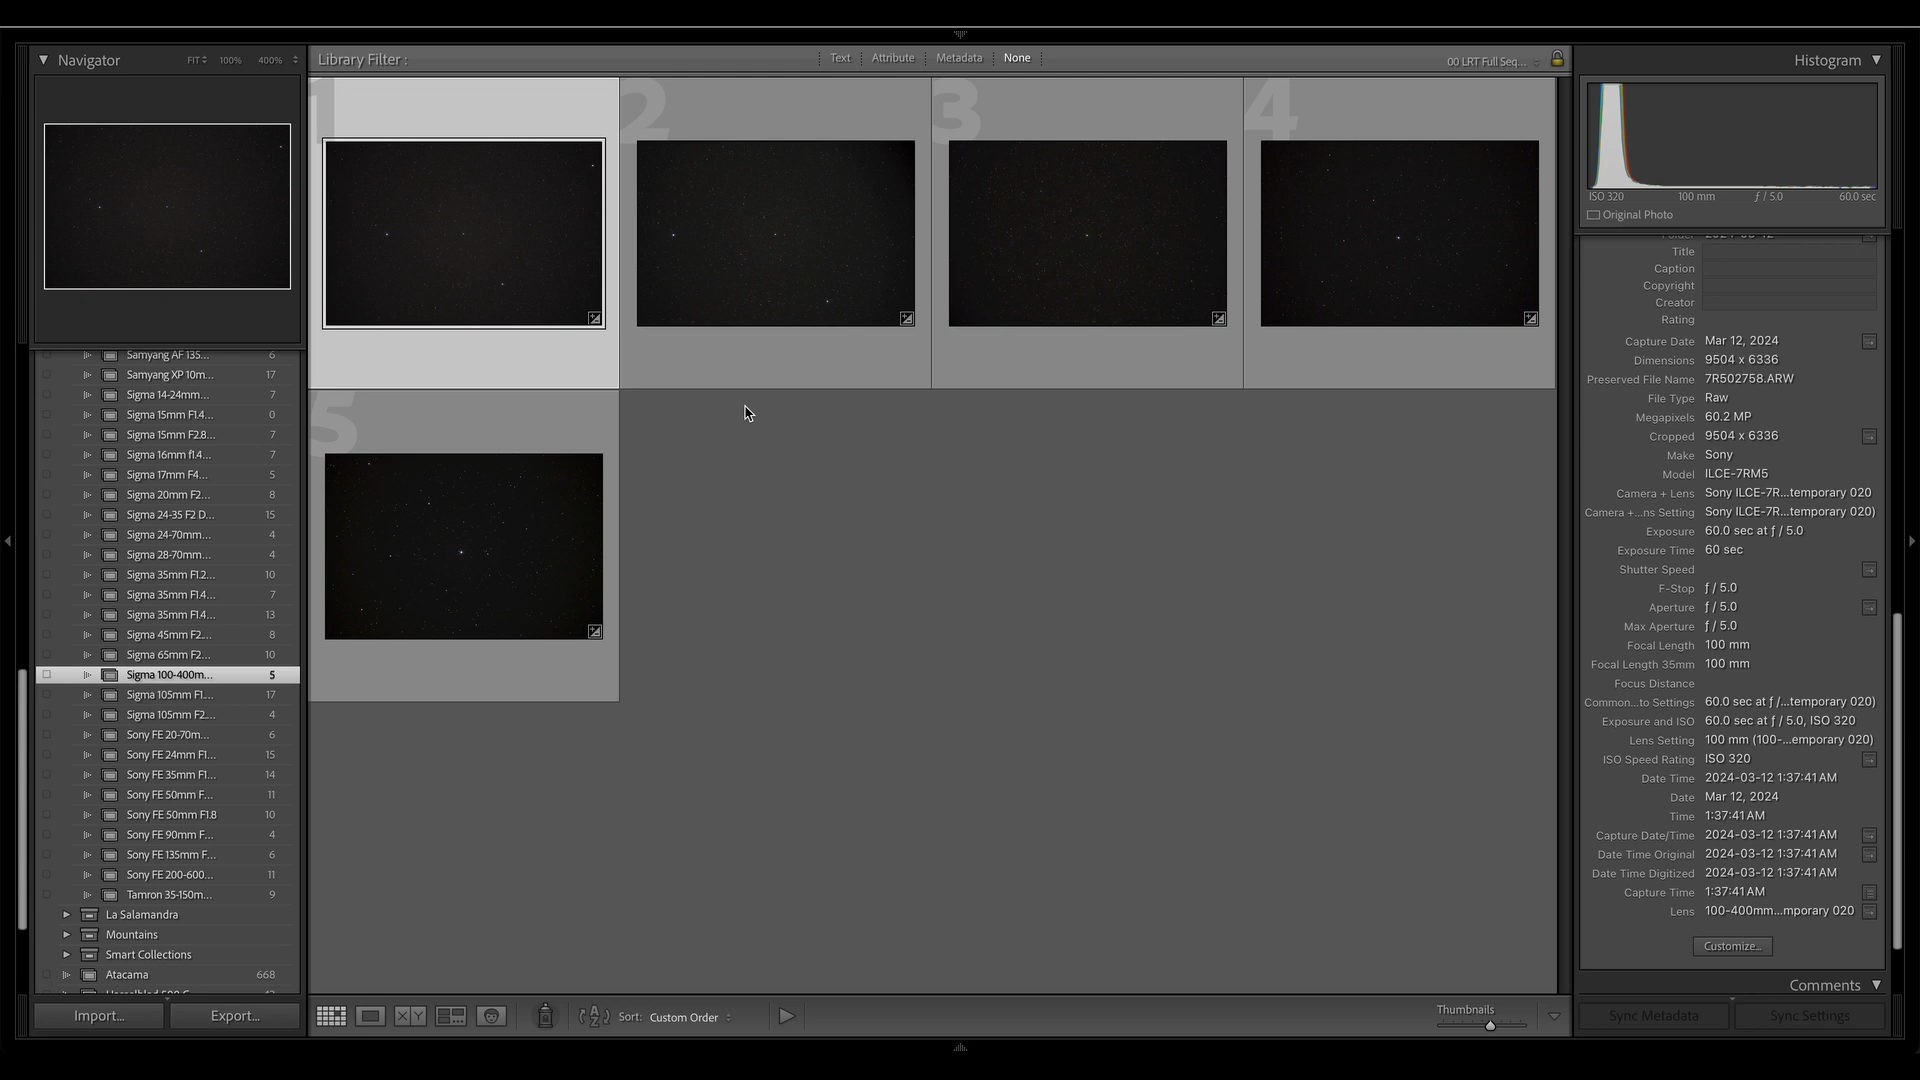 Navigator
FIT
100%
400%
Library Filter :
Text
Attribute
Metadata
None
00 LRT Full Seq...
Histogram
1
2
3
4
5
ISO 320
100 mm
ƒ / 5.0
60.0 sec
Original Photo
Samyang AF 135... 6
Samyang XP 10m... 17
Sigma 14-24mm... 7
Sigma 15mm F1.4... 0
Sigma 15mm F2.8... 7
Sigma 16mm f1.4... 7
Sigma 17mm F4... 5
Sigma 20mm F2... 8
Sigma 24-35 F2 D... 15
Sigma 24-70mm... 4
Sigma 28-70mm... 4
Sigma 35mm F1.2... 10
Sigma 35mm F1.4... 7
Sigma 35mm F1.4... 13
Sigma 45mm F2.... 8
Sigma 65mm F2... 10
Sigma 100-400m... 5
Sigma 105mm F1.... 17
Sigma 105mm F2.... 4
Sony FE 20-70m... 6
Sony FE 24mm F1... 15
Sony FE 35mm F1... 14
Sony FE 50mm F... 11
Sony FE 50mm F1.8 10
Sony FE 90mm F... 4
Sony FE 135mm F... 6
Sony FE 200-600... 11
Tamron 35-150m... 9
La Salamandra
Mountains
Smart Collections
Atacama 668
Import...
Export...
X Y
Sort: Custom Order
Thumbnails
Title
Caption
Copyright
Creator
Rating
Capture Date Mar 12, 2024
Dimensions 9504 x 6336
Preserved File Name 7R502758.ARW
File Type Raw
Megapixels 60.2 MP
Cropped 9504 x 6336
Make Sony
Model ILCE-7RM5
Camera + Lens Sony ILCE-7R...temporary 020
Camera +...ns Setting Sony ILCE-7R...temporary 020)
Exposure 60.0 sec at ƒ / 5.0
Exposure Time 60 sec
Shutter Speed
F-Stop ƒ / 5.0
Aperture ƒ / 5.0
Max Aperture ƒ / 5.0
Focal Length 100 mm
Focal Length 35mm 100 mm
Focus Distance
Common...to Settings 60.0 sec at ƒ /...temporary 020)
Exposure and ISO 60.0 sec at ƒ / 5.0, ISO 320
Lens Setting 100 mm (100-...emporary 020)
ISO Speed Rating ISO 320
Date Time 2024-03-12 1:37:41 AM
Date Mar 12, 2024
Time 1:37:41 AM
Capture Date/Time 2024-03-12 1:37:41 AM
Date Time Original 2024-03-12 1:37:41 AM
Date Time Digitized 2024-03-12 1:37:41 AM
Capture Time 1:37:41 AM
Lens 100-400mm...mporary 020
Customize...
Comments
Sync Metadata
Sync Settings